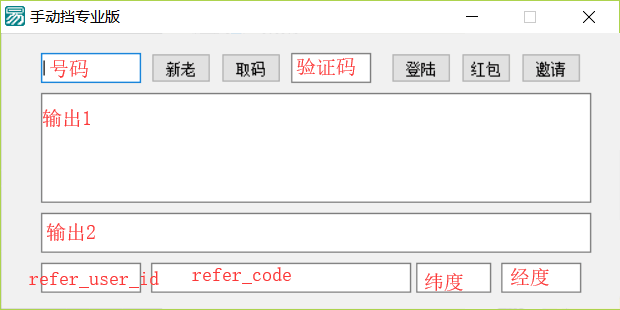 易 手动挡专业版
号码 新老 取码 验证码 登陆 红包 邀请
输出1
输出2
refer_user_id refer_code 纬度 经度